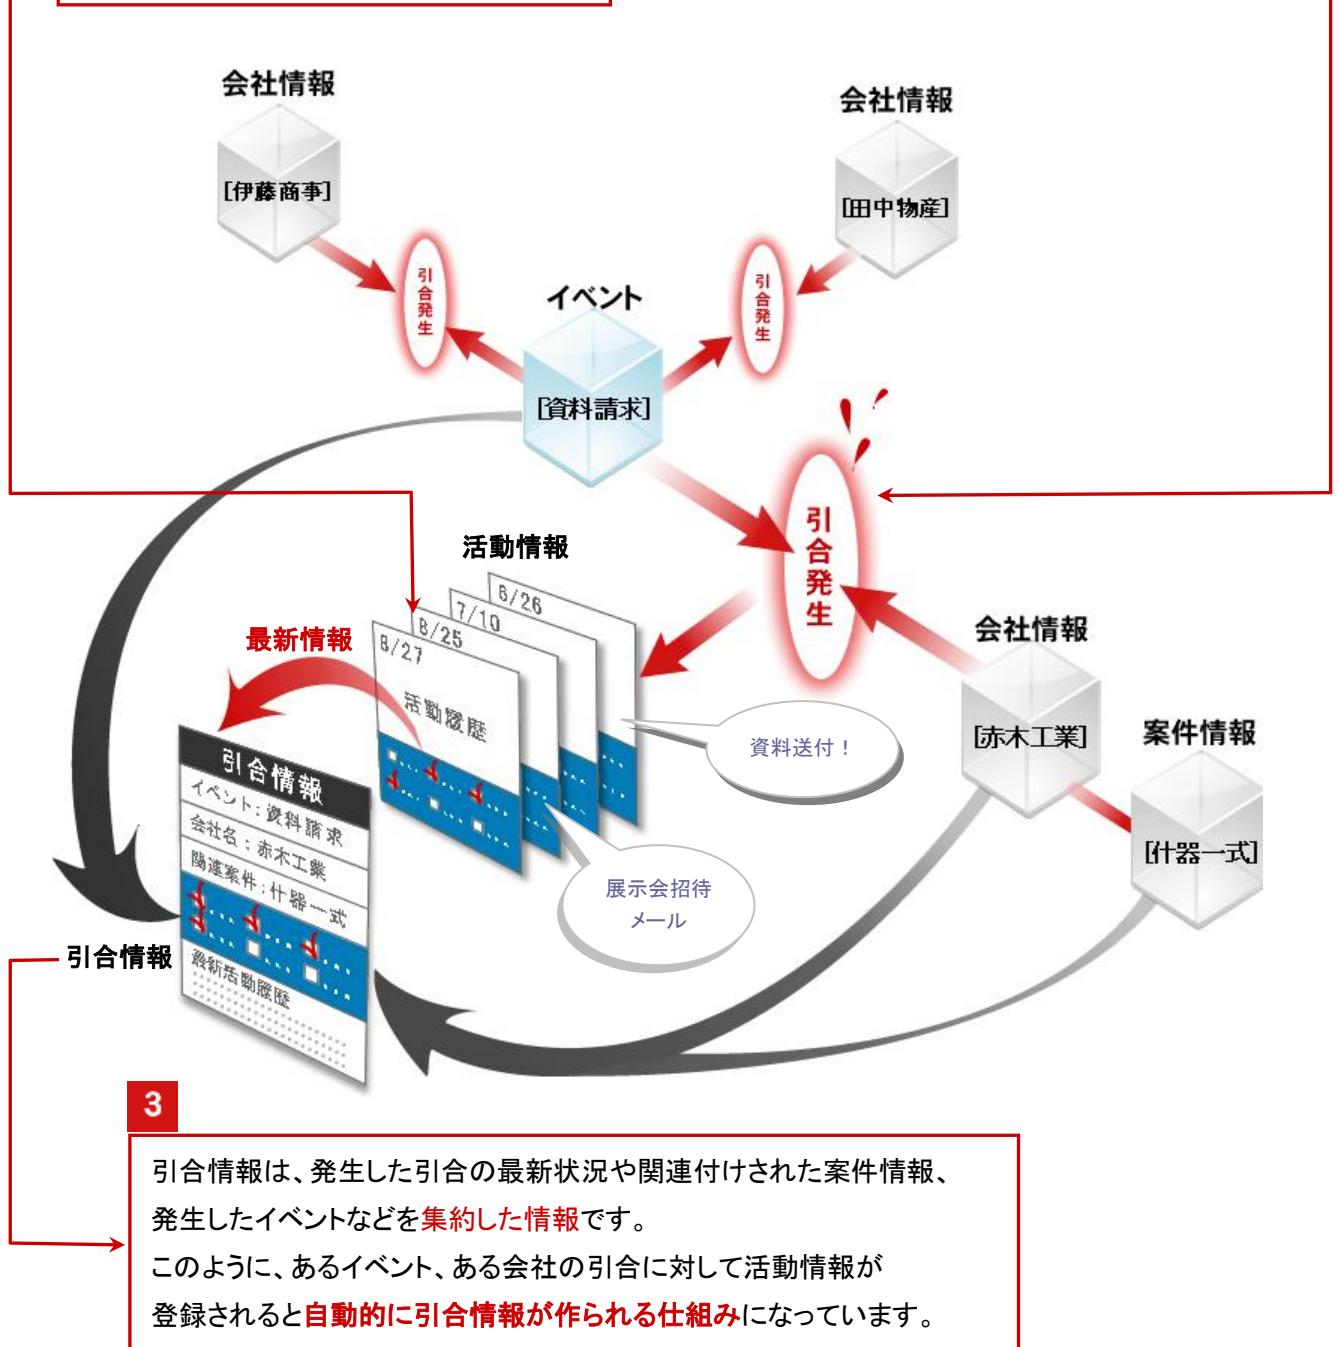 会社情報
[伊藤商事]
会社情報
[田中物産]
引合発生
引合発生
イベント
[資料請求]
引合発生
活動情報
6/26
7/10
8/25
8/27
活動履歴
最新情報
資料送付！
展示会招待
メール
会社情報
[赤木工業]
案件情報
[什器一式]
引合情報
イベント：資料請求
会社名：赤木工業
関連案件：什器一式
最新活動履歴
引合情報
3
引合情報は、発生した引合の最新状況や関連付けされた案件情報、
発生したイベントなどを集約した情報です。
このように、あるイベント、ある会社の引合に対して活動情報が
登録されると自動的に引合情報が作られる仕組みになっています。